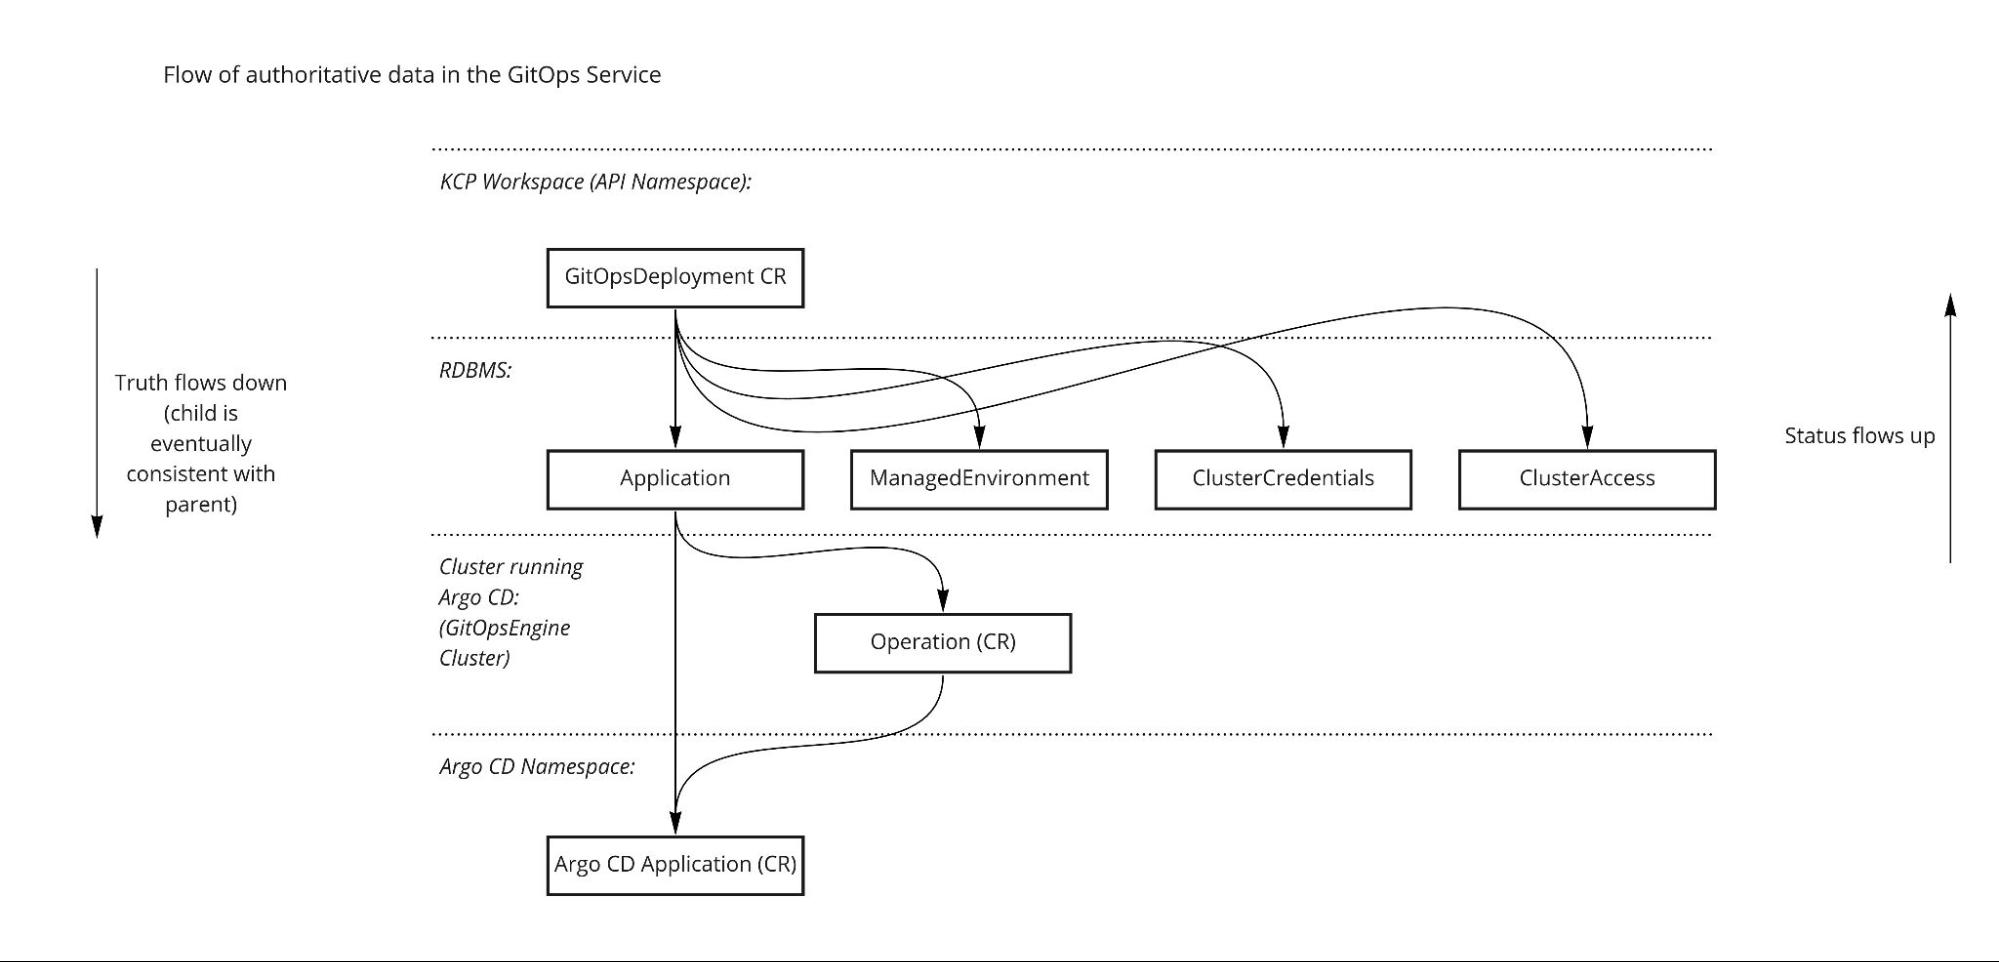 Flow of authoritative data in the GitOps Service
KCP Workspace (API Namespace):
GitOpsDeployment CR
RDBMS:
Truth flows down
(child is
eventually
consistent with
parent)
Status flows up
Application
ManagedEnvironment
ClusterCredentials
ClusterAccess
Cluster running
Argo CD:
(GitOpsEngine
Cluster)
Operation (CR)
Argo CD Namespace:
Argo CD Application (CR)